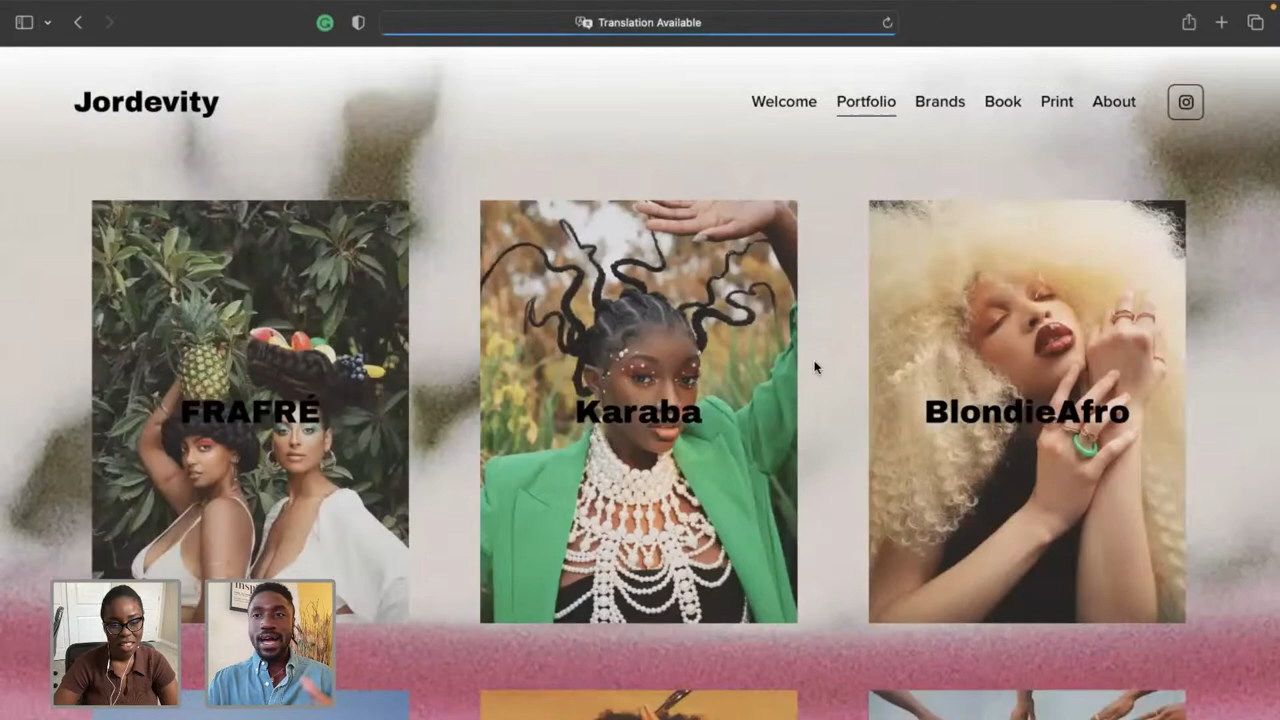 Translation Available
Jordevity
Welcome Portfolio Brands Book Print About
FRAFRÉ
Karaba
BlondieAfro